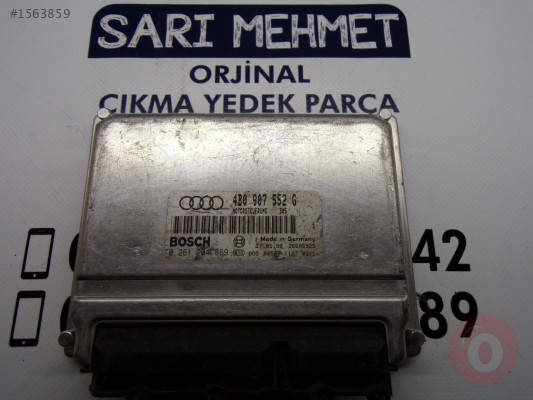 #1563859
SARI MEHMET
ORJİNAL
ÇIKMA YEDEK PARÇA
4B0 907 552 G
MOTORSTEUERUNG
BOSCH
Made in Germany
0 261 204 859
42
89
O